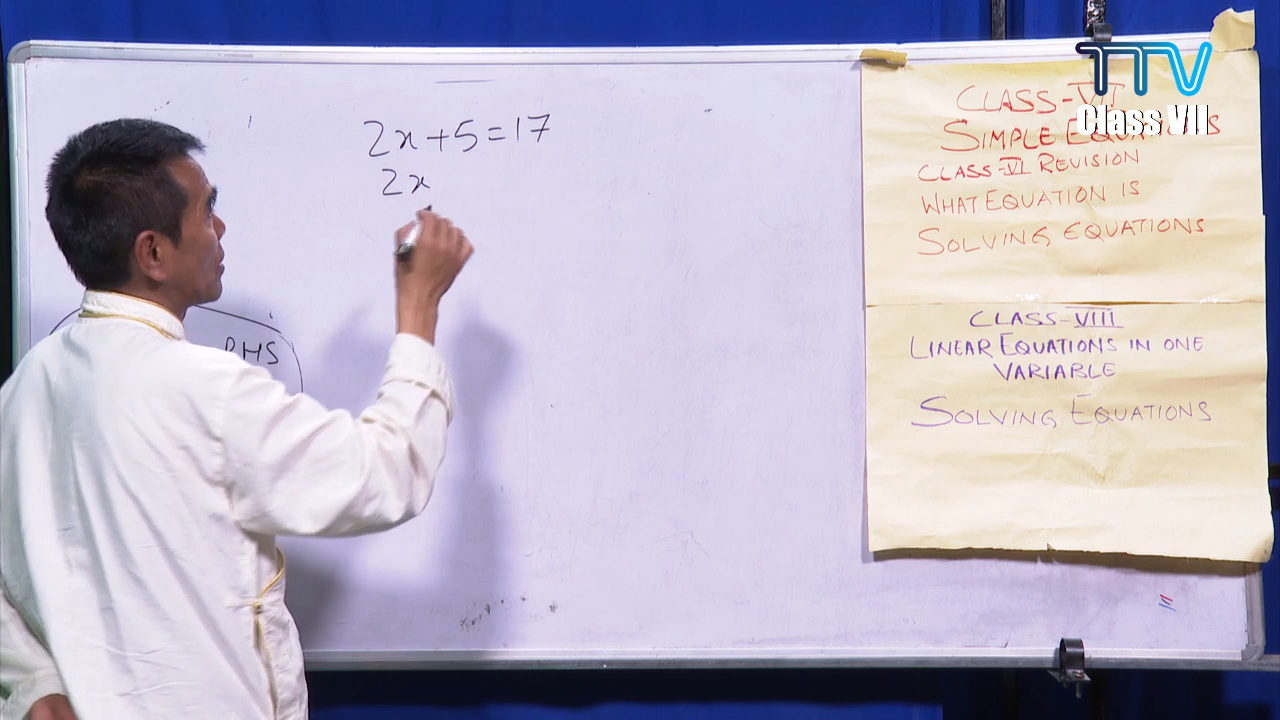 2x+5=17
2x
RHS
TTV
Class VII
CLASS-VII
SIMPLE EQUATIONS
CLASS-VI REVISION
WHAT EQUATION IS
SOLVING EQUATIONS
CLASS-VIII
LINEAR EQUATIONS IN ONE
VARIABLE
SOLVING EQUATIONS